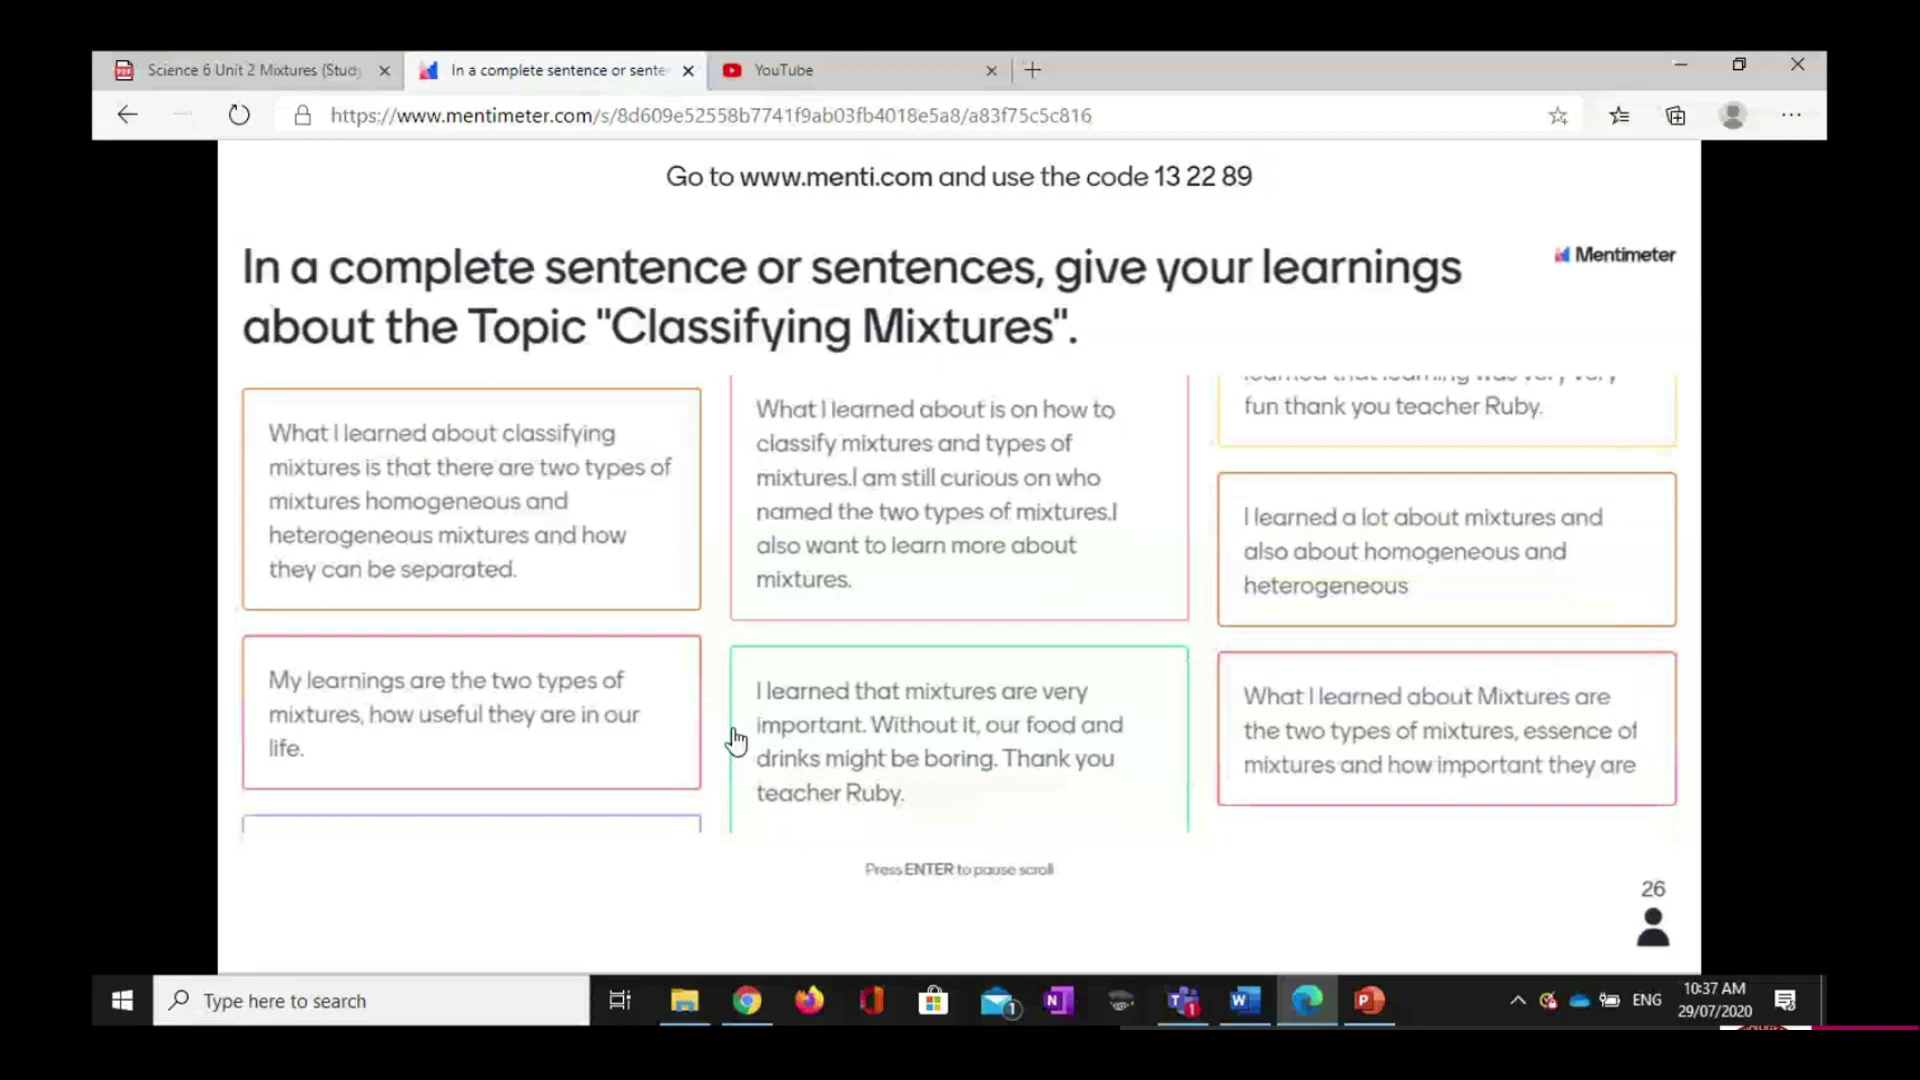 Science 6 Unit 2 Mixtures (Stud
In a complete sentence or sente
YouTube
https://www.mentimeter.com/s/8d609e52558b7741f9ab03fb4018e5a8/a83f75c5c816
Go to www.menti.com and use the code 13 22 89
In a complete sentence or sentences, give your learnings
about the Topic "Classifying Mixtures".
Mentimeter
What I learned about classifying
mixtures is that there are two types of
mixtures homogeneous and
heterogeneous mixtures and how
they can be separated.
My learnings are the two types of
mixtures, how useful they are in our
life.
What I learned about is on how to
classify mixtures and types of
mixtures.I am still curious on who
named the two types of mixtures.I
also want to learn more about
mixtures.
I learned that mixtures are very
important. Without it, our food and
drinks might be boring. Thank you
teacher Ruby.
learned that learning was very very
fun thank you teacher Ruby.
I learned a lot about mixtures and
also about homogeneous and
heterogeneous
What I learned about Mixtures are
the two types of mixtures, essence of
mixtures and how important they are
Press ENTER to pause scroll
26
Type here to search
1
1
ENG
10:37 AM
29/07/2020